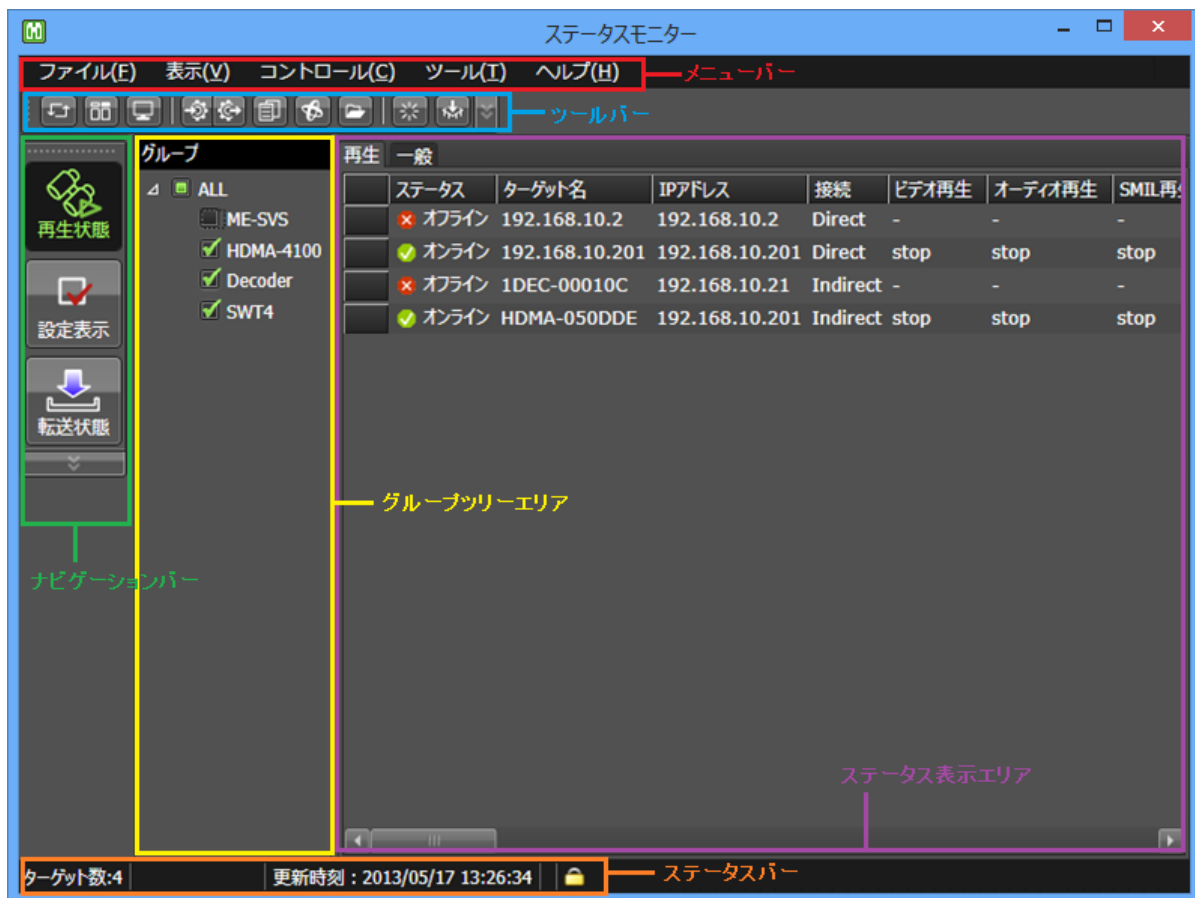 ステータスモニター
ファイル(F) 表示(V) コントロール(C) ツール(T) ヘルプ(H) メニューバー
ツールバー
グループ
再生 一般
ALL
ME-SVS
HDMA-4100
Decoder
SWT4
再生状態
設定表示
転送状態
ステータス ターゲット名 IPアドレス 接続 ビデオ再生 オーディオ再生 SMIL再
オフライン 192.168.10.2 192.168.10.2 Direct - - -
オンライン 192.168.10.201 192.168.10.201 Direct stop stop stop
オフライン 1DEC-00010C 192.168.10.21 Indirect - - -
オンライン HDMA-050DDE 192.168.10.201 Indirect stop stop stop
グループツリーエリア
ナビゲーションバー
ステータス表示エリア
ターゲット数:4 更新時刻 : 2013/05/17 13:26:34 ステータスバー